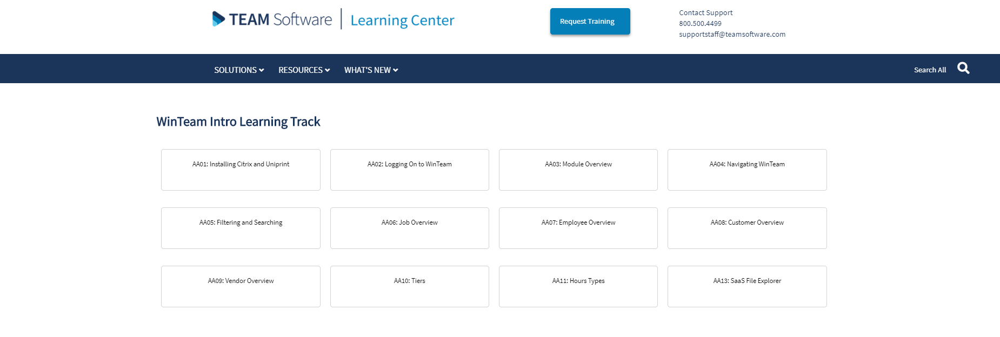 TEAM Software | Learning Center
Request Training
Contact Support
800.500.4499
supportstaff@teamsoftware.com
SOLUTIONS
RESOURCES
WHAT'S NEW
Search All
WinTeam Intro Learning Track
AA01: Installing Citrix and Uniprint
AA02: Logging On to WinTeam
AA03: Module Overview
AA04: Navigating WinTeam
AA05: Filtering and Searching
AA06: Job Overview
AA07: Employee Overview
AA08: Customer Overview
AA09: Vendor Overview
AA10: Tiers
AA11: Hours Types
AA13: SaaS File Explorer